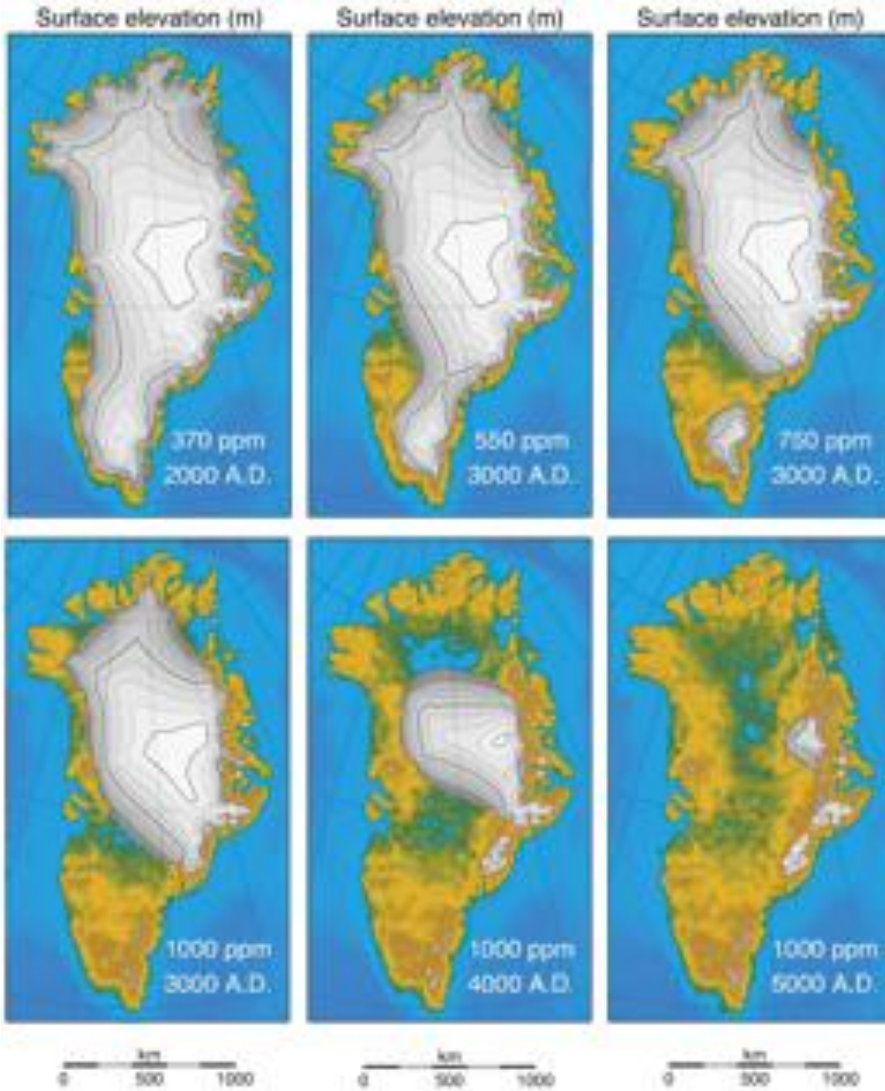 Surface elevation (m)
Surface elevation (m)
Surface elevation (m)
370 ppm
2000 A.D.
550 ppm
3000 A.D.
750 ppm
3000 A.D.
1000 ppm
3000 A.D.
1000 ppm
4000 A.D.
1000 ppm
5000 A.D.
km
0 500 1000
km
0 500 1000
km
0 500 1000